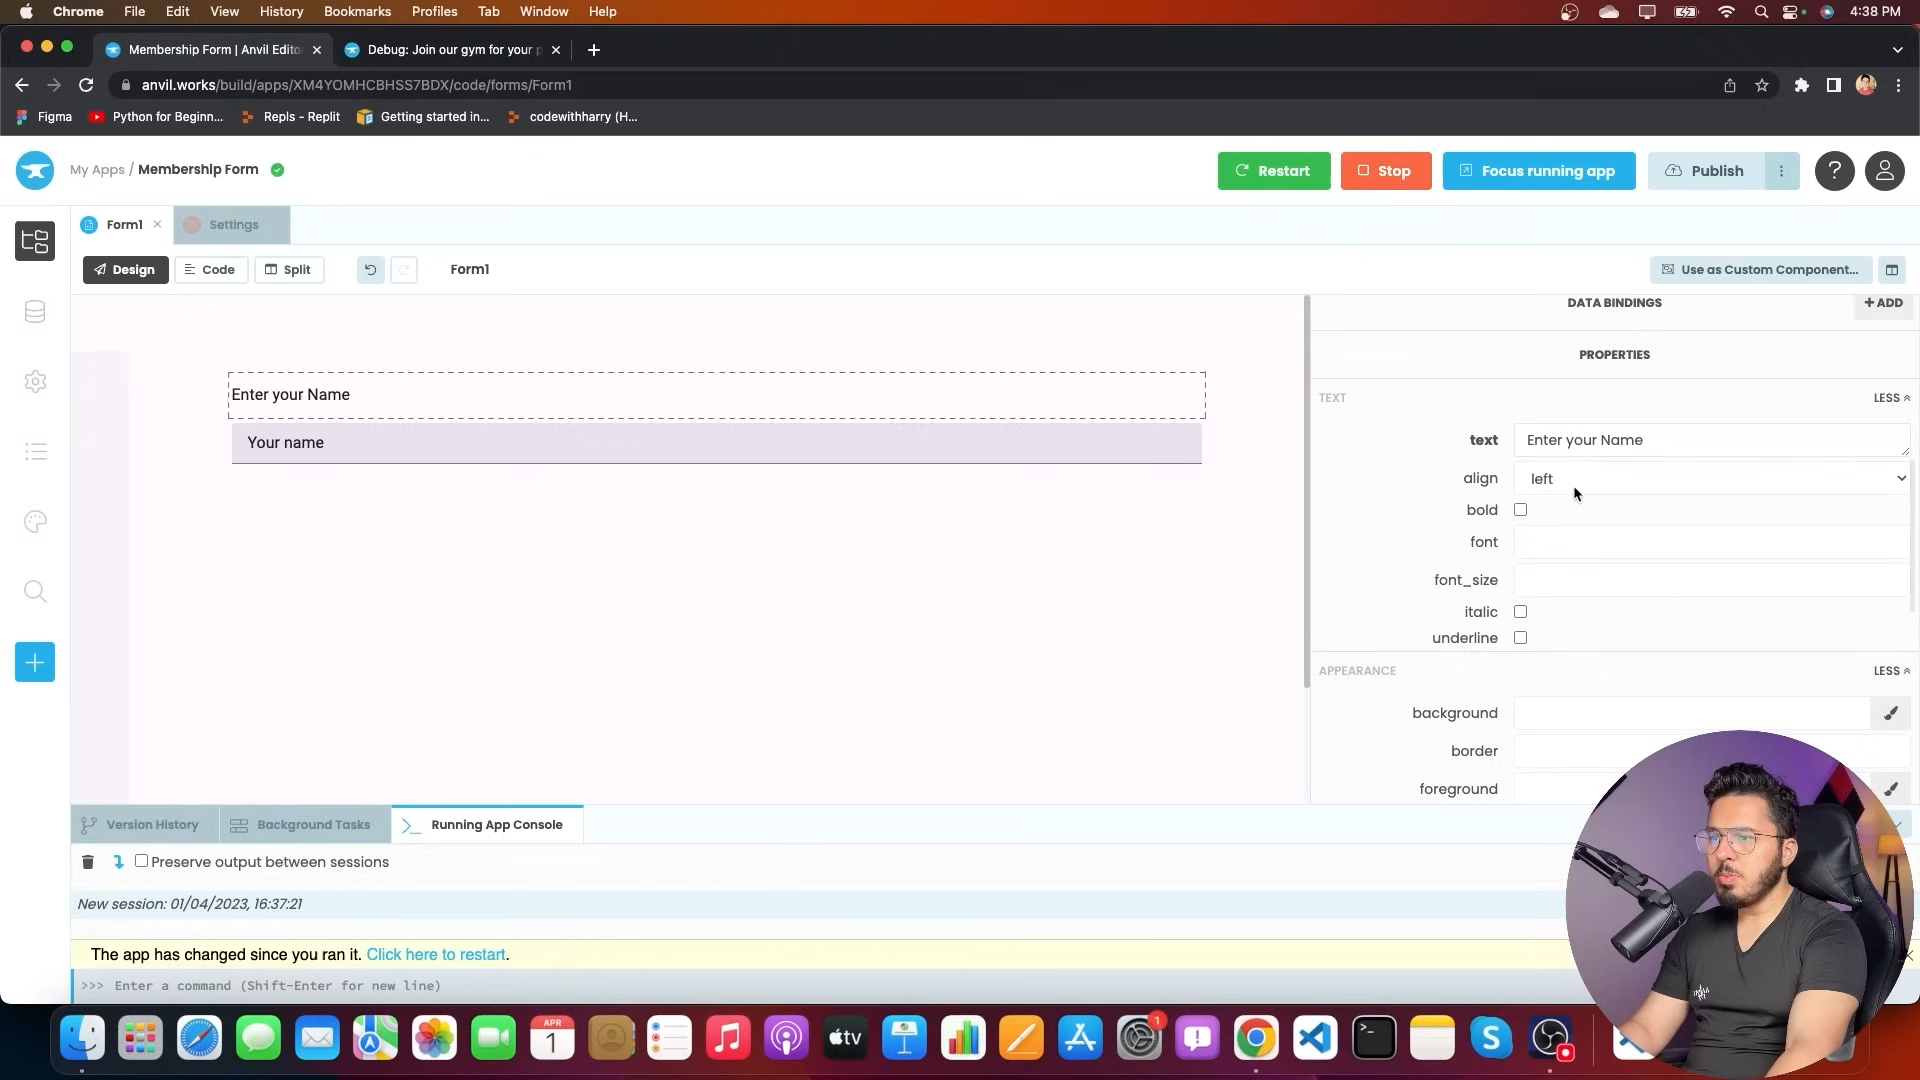 Chrome File Edit View History Bookmarks Profiles Tab Window Help 4:38 PM
Membership Form | Anvil Edito Debug: Join our gym for your p
anvil.works/build/apps/XM4YOMHCBHSS7BDX/code/forms/Form1
Figma Python for Beginn... Repls - Replit Getting started in... codewithharry (H...
My Apps / Membership Form Restart Stop Focus running app Publish ?
Form1 Settings
Design Code Split Form1 Use as Custom Component...
DATA BINDINGS + ADD
PROPERTIES
TEXT LESS
Enter your Name
Your name
text Enter your Name
align left
bold
font
font_size
italic
underline
APPEARANCE LESS
background
border
foreground
Version History Background Tasks Running App Console
Preserve output between sessions
New session: 01/04/2023, 16:37:21
The app has changed since you ran it. Click here to restart.
>>> Enter a command (Shift-Enter for new line)
APR
1
tv
1